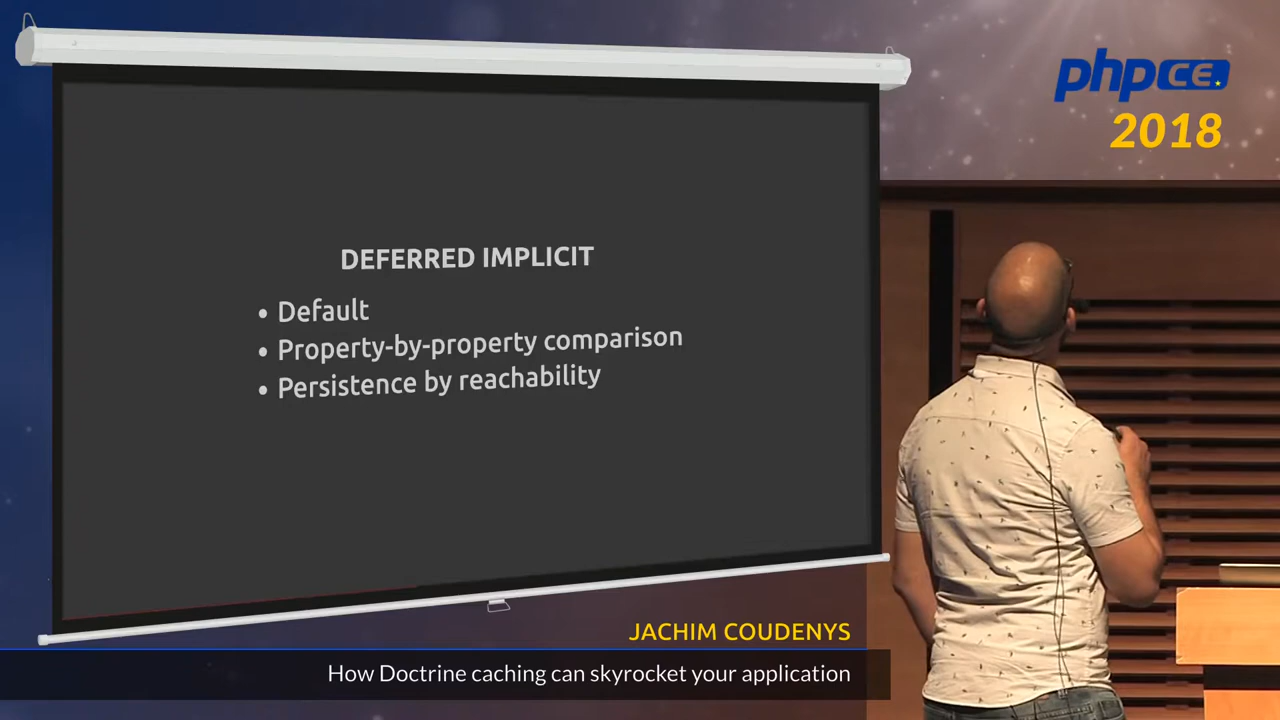 phpCE
2018
DEFERRED IMPLICIT
• Default
• Property-by-property comparison
• Persistence by reachability
JACHIM COUDENYS
How Doctrine caching can skyrocket your application